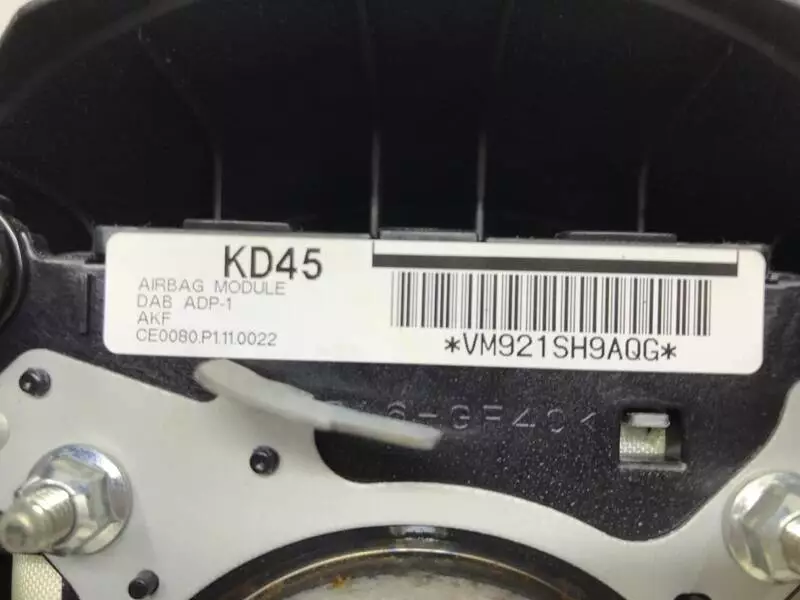 KD45
AIRBAG MODULE
DAB ADP-1
AKF
CE0080.P1.11.0022
*VM921SH9AQG*